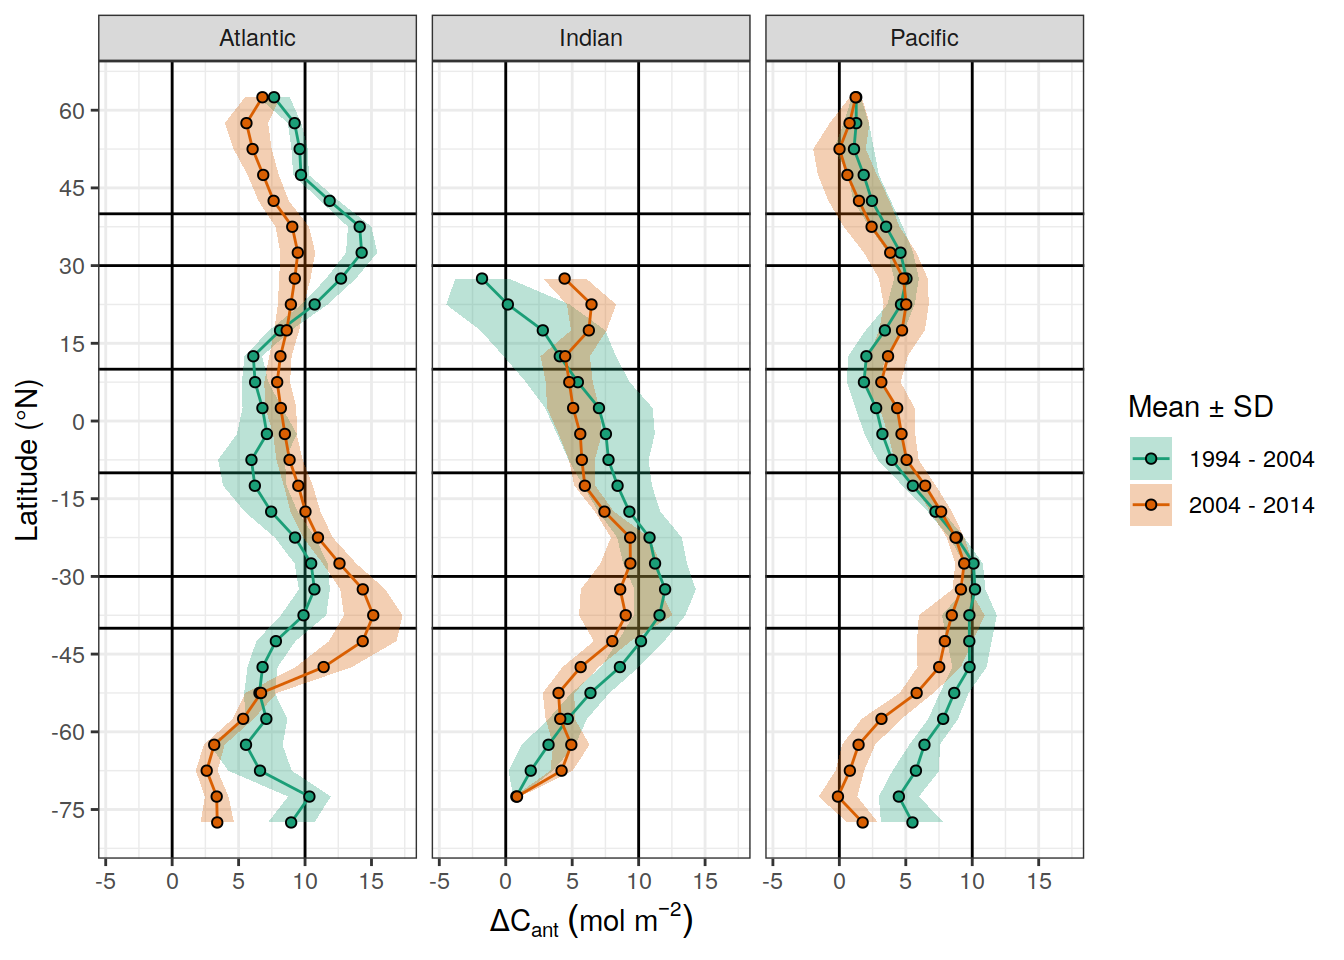 Atlantic Indian Pacific
60
45
30
15
0
-15
-30
-45
-60
-75
Latitude (°N)
-5 0 5 10 15 -5 0 5 10 15 -5 0 5 10 15
ΔCant (mol m−2)
Mean ± SD
1994 - 2004
2004 - 2014